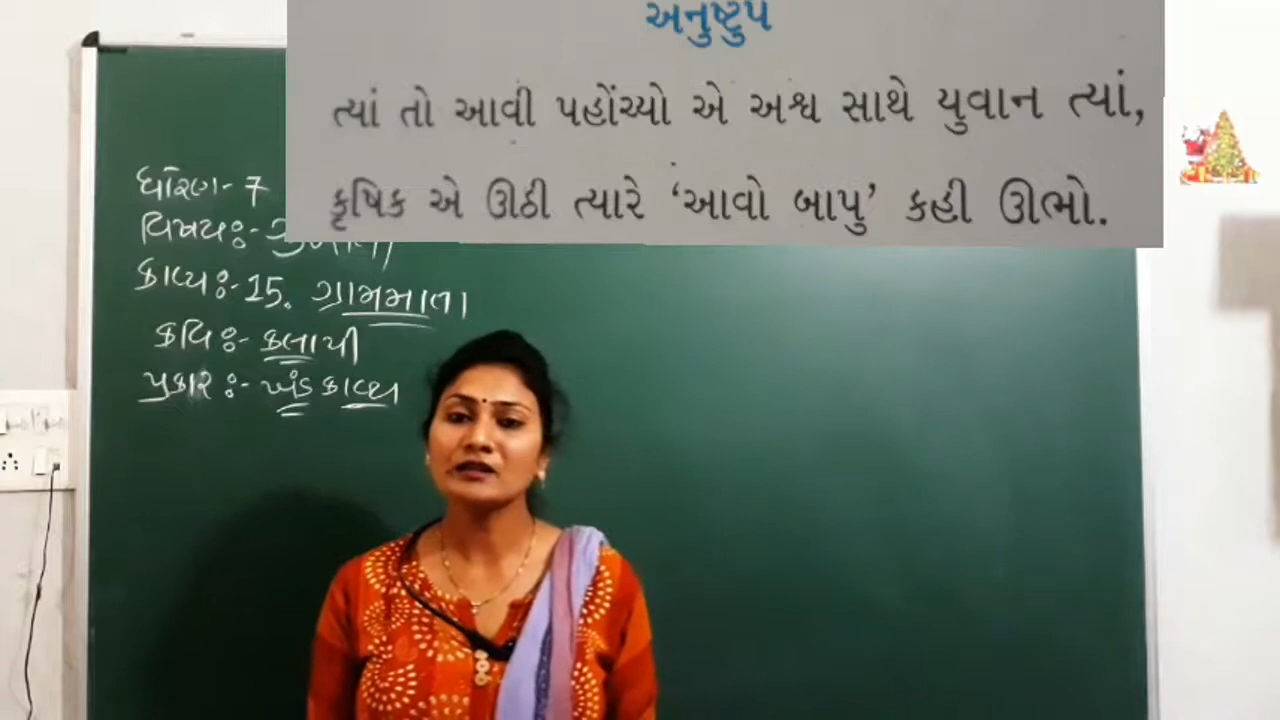 અનુષ્ટુપ
ત્યાં તો આવી પહોંચ્યો એ અશ્વ સાથે યુવાન ત્યાં,
કૃષિક એ ઊઠી ત્યારે ‘આવો બાપુ’ કહી ઊભો.
ધોરણ- 7
વિષયઃ-
કાવ્યઃ- 15. ગ્રામમાતા
કવિઃ- કલાપી
પ્રકારઃ- ખંડકાવ્ય